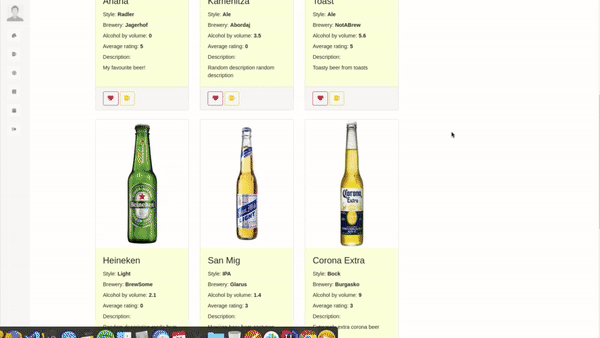 Ariana
Kamenitza
Toast
Style: Radler
Brewery: Jagerhof
Alcohol by volume: 0
Average rating: 5
Description:
My favourite beer!
Style: Ale
Brewery: Abordaj
Alcohol by volume: 3.5
Average rating: 0
Description:
Random description random
description
Style: Ale
Brewery: NotABrew
Alcohol by volume: 5.6
Average rating: 5
Description:
Toasty beer from toasts
Heineken
Corona
Extra
Heineken
Style: Light
Brewery: BrewSome
Alcohol by volume: 2.1
Average rating: 0
Description:
San Mig
Style: IPA
Brewery: Glarus
Alcohol by volume: 1.4
Average rating: 3
Description:
Corona Extra
Style: Bock
Brewery: Burgasko
Alcohol by volume: 9
Average rating: 3
Description:
extra corona beer